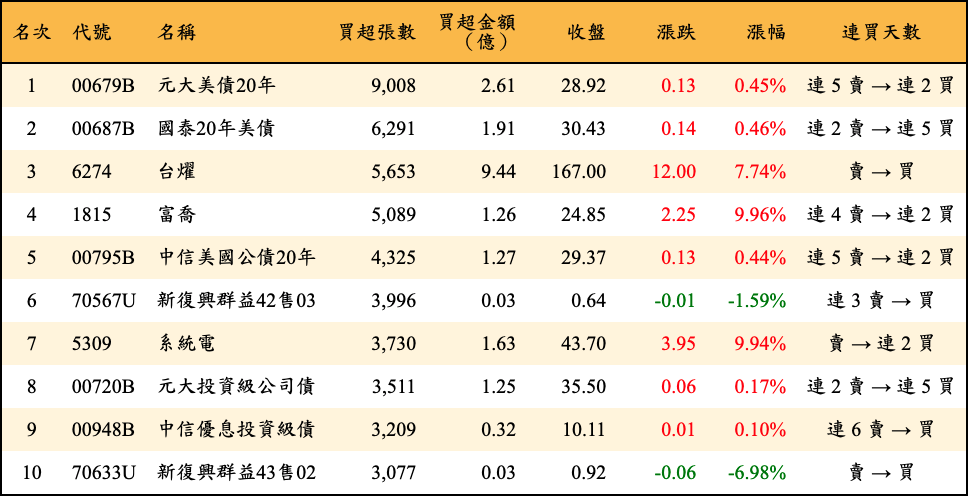 名次 代號 名稱 買超張數 買超金額（億） 收盤 漲跌 漲幅 連買天數
1 00679B 元大美債20年 9,008 2.61 28.92 0.13 0.45% 連 5 賣 → 連 2 買
2 00687B 國泰20年美債 6,291 1.91 30.43 0.14 0.46% 連 2 賣 → 連 5 買
3 6274 台燿 5,653 9.44 167.00 12.00 7.74% 賣 → 買
4 1815 富喬 5,089 1.26 24.85 2.25 9.96% 連 4 賣 → 連 2 買
5 00795B 中信美國公債20年 4,325 1.27 29.37 0.13 0.44% 連 5 賣 → 連 2 買
6 70567U 新復興群益42售03 3,996 0.03 0.64 -0.01 -1.59% 連 3 賣 → 買
7 5309 系統電 3,730 1.63 43.70 3.95 9.94% 賣 → 連 2 買
8 00720B 元大投資級公司債 3,511 1.25 35.50 0.06 0.17% 連 2 賣 → 連 5 買
9 00948B 中信優息投資級債 3,209 0.32 10.11 0.01 0.10% 連 6 賣 → 買
10 70633U 新復興群益43售02 3,077 0.03 0.92 -0.06 -6.98% 賣 → 買